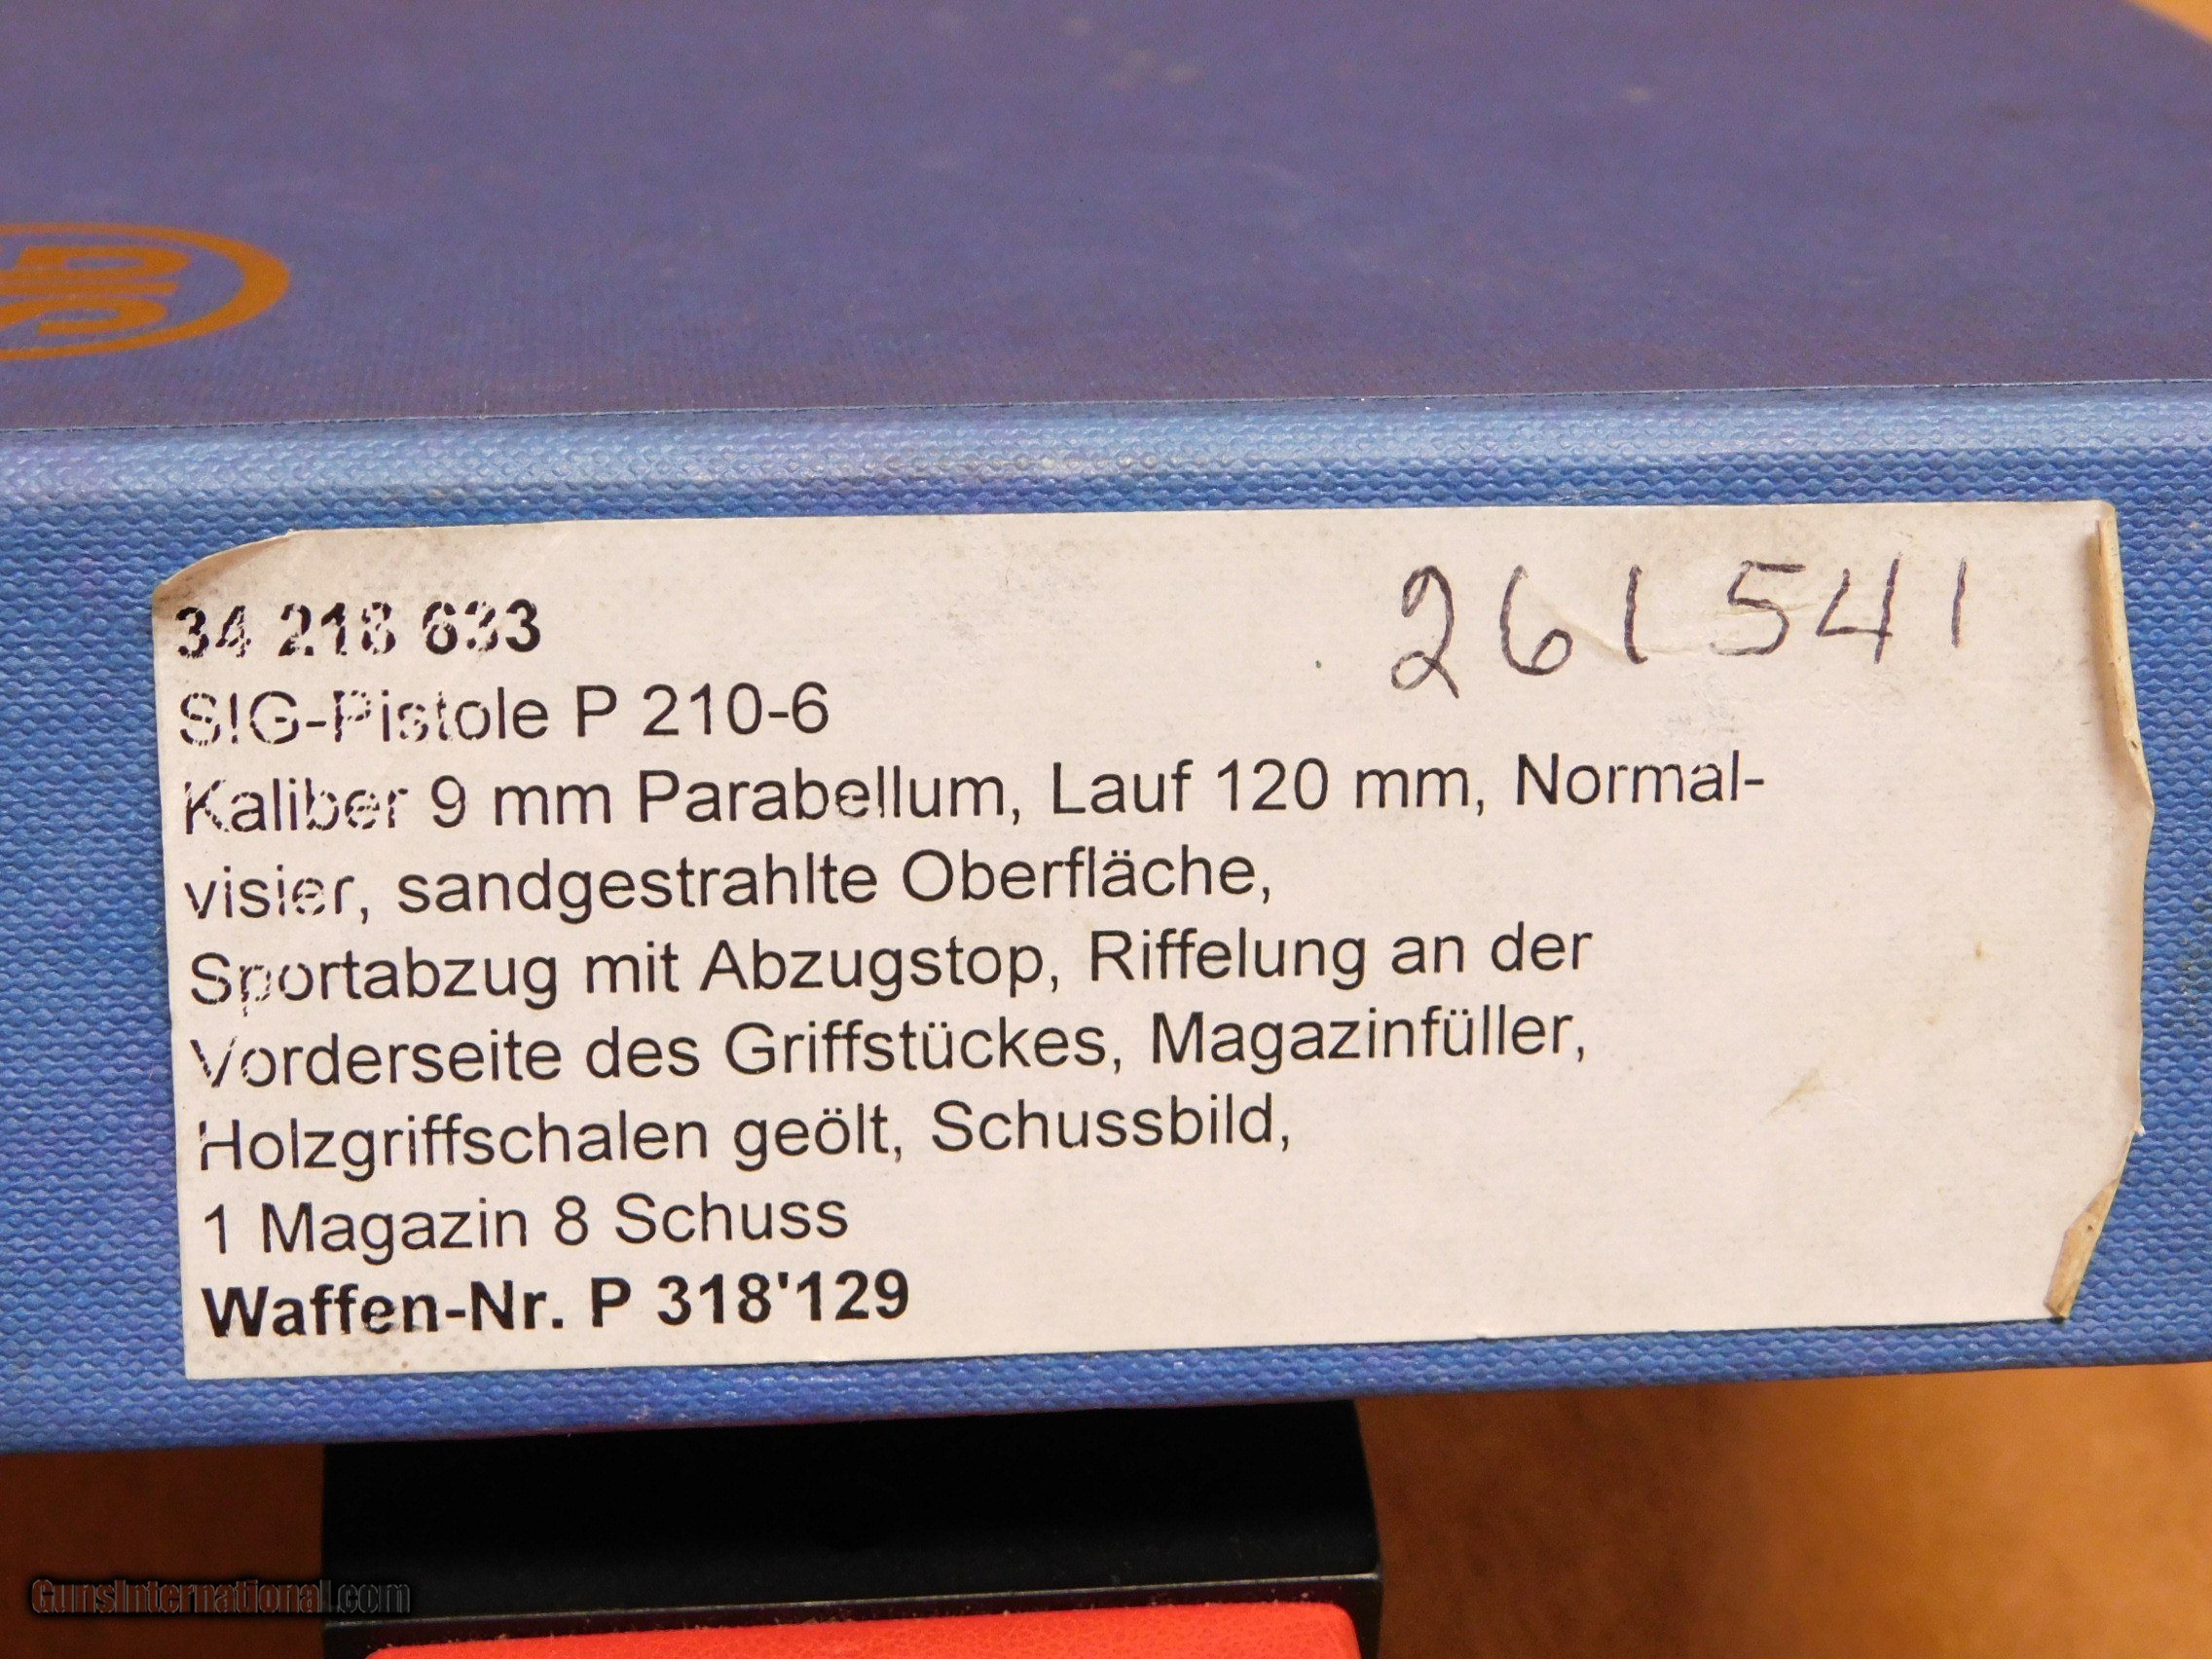 34 218 633
261541
SIG-Pistole P 210-6
Kaliber 9 mm Parabellum, Lauf 120 mm, Normal-
visier, sandgestrahlte Oberfläche,
Sportabzug mit Abzugstop, Riffelung an der
Vorderseite des Griffstückes, Magazinfüller,
Holzgriffschalen geölt, Schussbild,
1 Magazin 8 Schuss
Waffen-Nr. P 318'129
GunsInternational.com